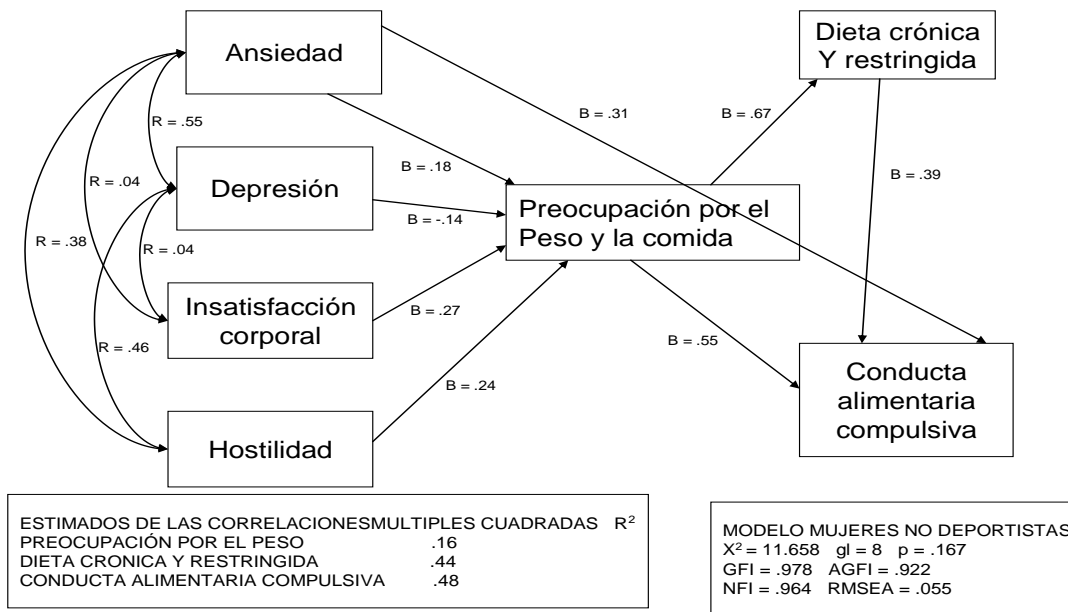 Ansiedad
Dieta crónica
Y restringida
B = .31
B = .67
R = .55
B = .18
R = .04
Depresión
B = .39
B = -.14
Preocupación por el
Peso y la comida
R = .38
R = .04
Insatisfacción
corporal
B = .27
R = .46
B = .55
B = .24
Conducta
alimentaria
compulsiva
Hostilidad
ESTIMADOS DE LAS CORRELACIONESMULTIPLES CUADRADAS R²
PREOCUPACIÓN POR EL PESO .16
DIETA CRONICA Y RESTRINGIDA .44
CONDUCTA ALIMENTARIA COMPULSIVA .48
MODELO MUJERES NO DEPORTISTAS
X² = 11.658 gl = 8 p = .167
GFI = .978 AGFI = .922
NFI = .964 RMSEA = .055